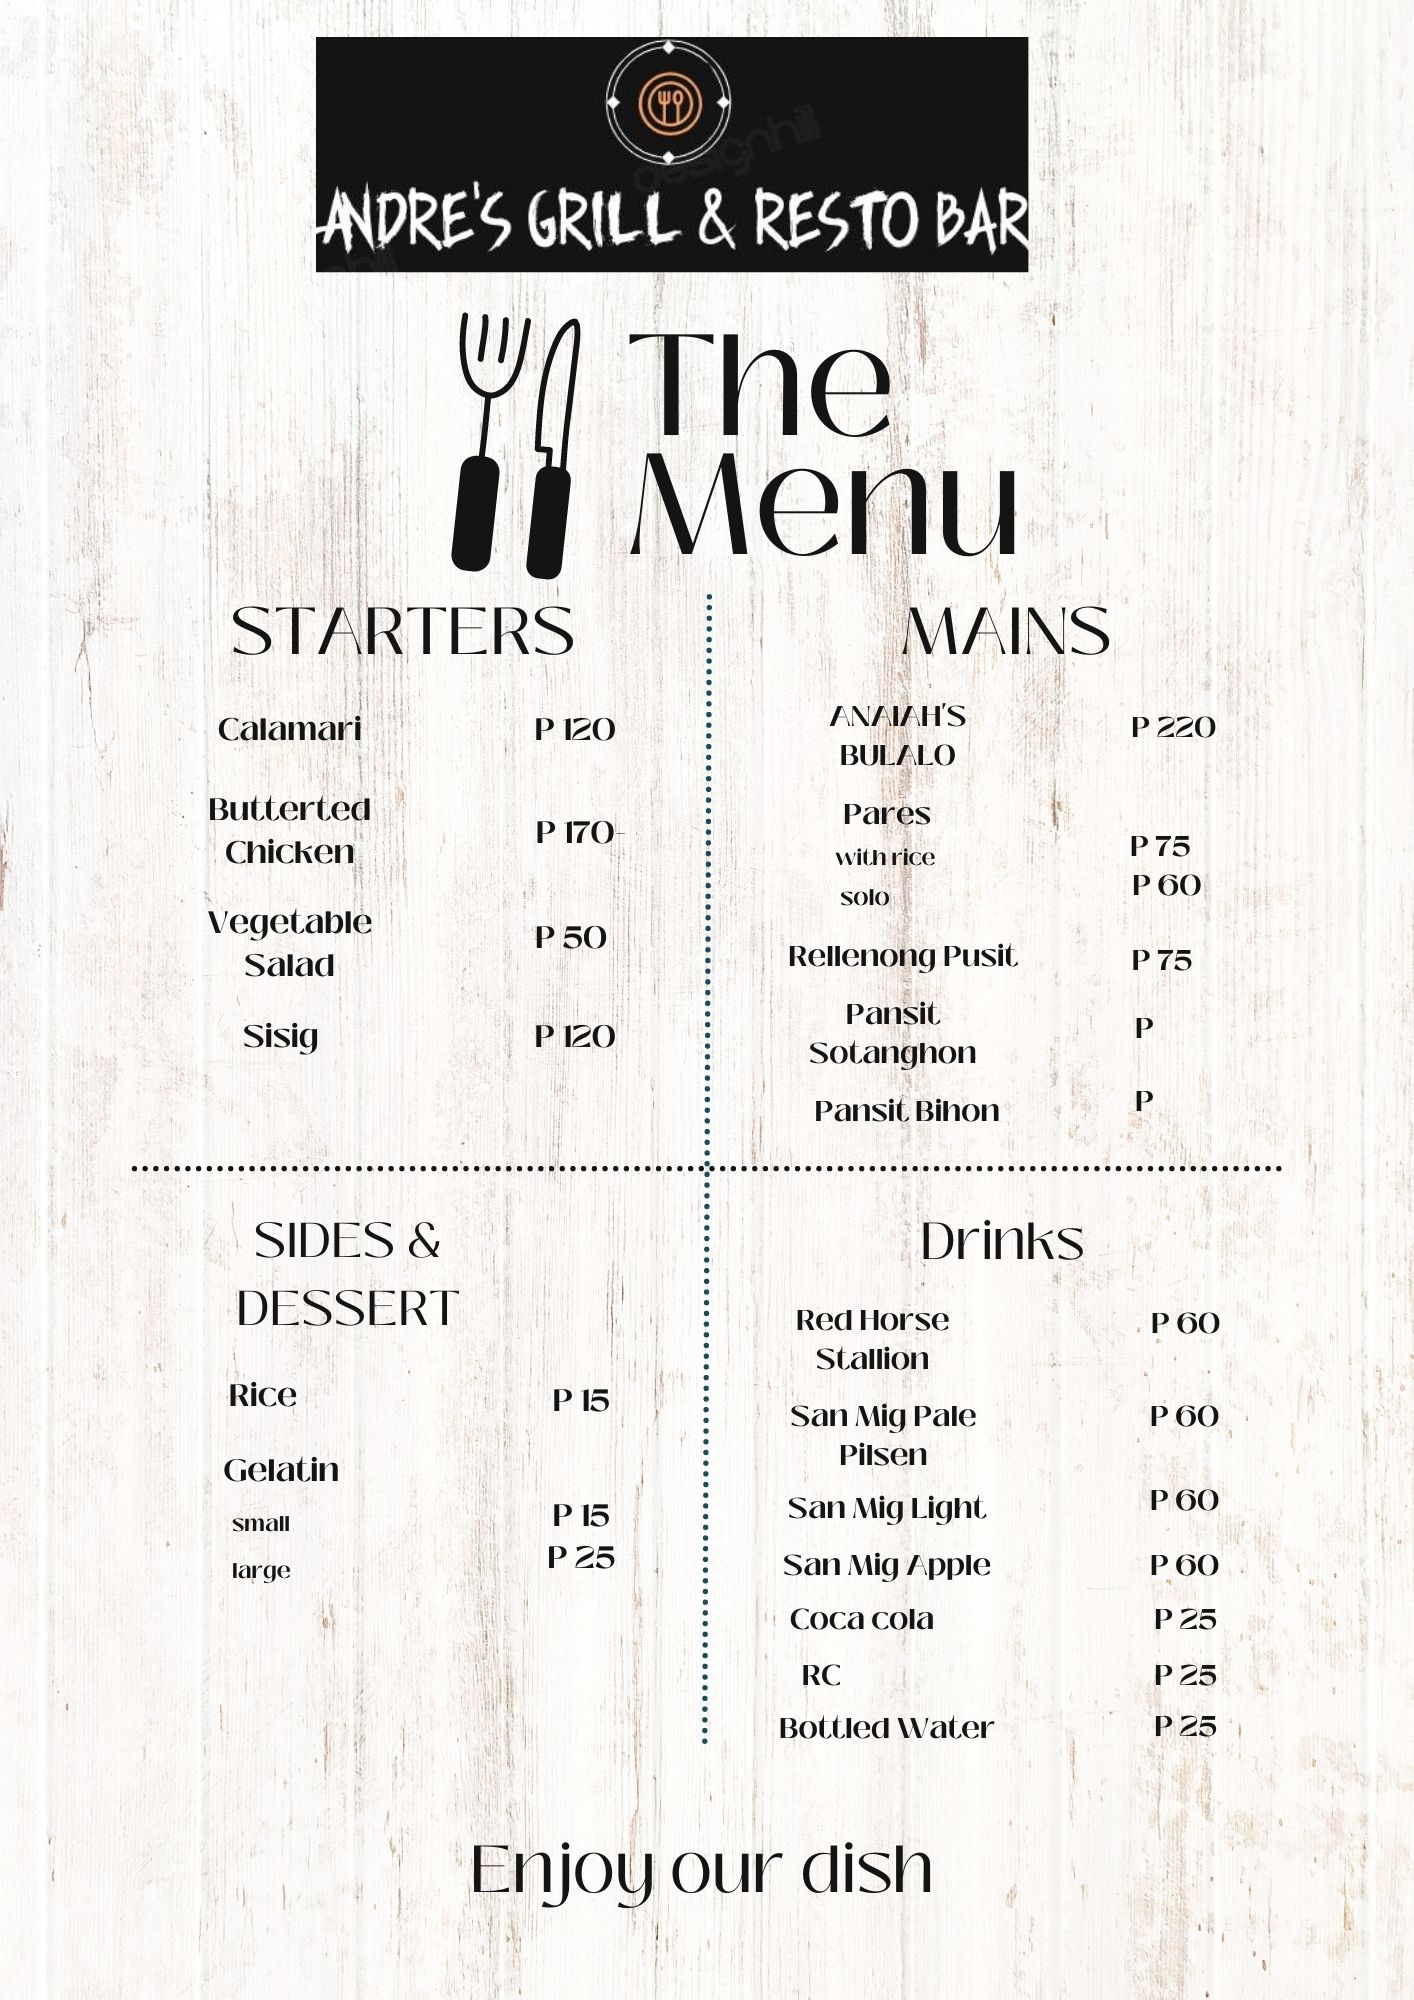 designhill
ANDRE'S GRILL & RESTO BAR
The
Menu
STARTERS
Calamari P 120
Butterted
Chicken P 170-
Vegetable
Salad P 50
Sisig P 120
MAINS
ANAIAH'S
BULALO P 220
Pares
with rice P 75
solo P 60
Rellenong Pusit P 75
Pansit
Sotanghon P
Pansit Bihon P
SIDES &
DESSERT
Rice P 15
Gelatin
small P 15
large P 25
Drinks
Red Horse
Stallion P 60
San Mig Pale
Pilsen P 60
San Mig Light P 60
San Mig Apple P 60
Coca cola P 25
RC P 25
Bottled Water P 25
Enjoy our dish